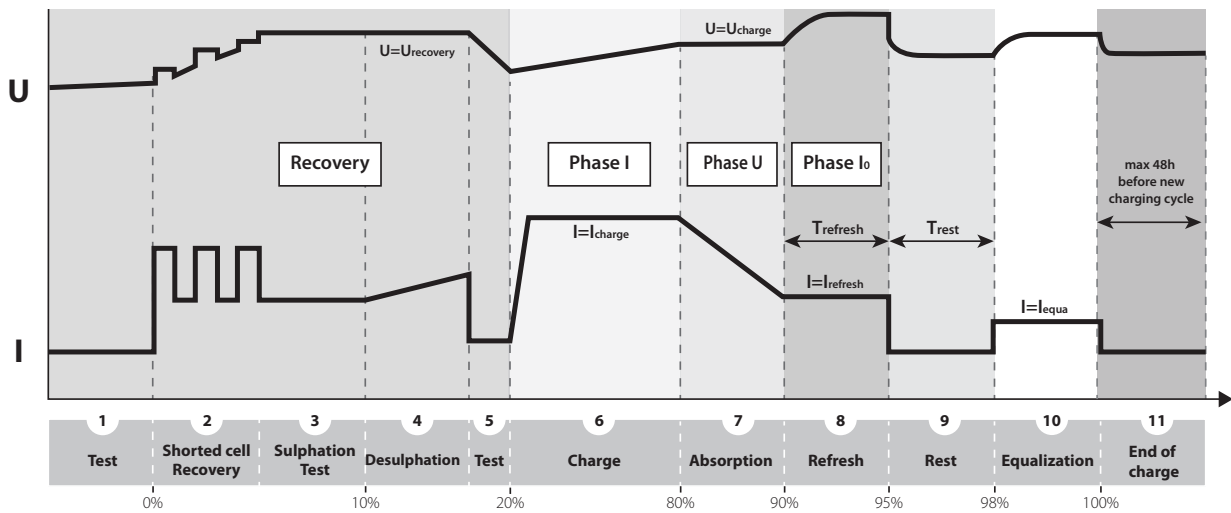 U
U=Urecovery
U=Ucharge
Recovery
Phase I
Phase U
Phase I0
max 48h
before new
charging cycle
I=Icharge
Trefresh
Trest
I=Irefresh
I=Iequa
I
1
2
3
4
5
6
7
8
9
10
11
Test
Shorted cell
Recovery
Sulphation
Test
Desulphation
Test
Charge
Absorption
Refresh
Rest
Equalization
End of
charge
0%
10%
20%
80%
90%
95%
98%
100%